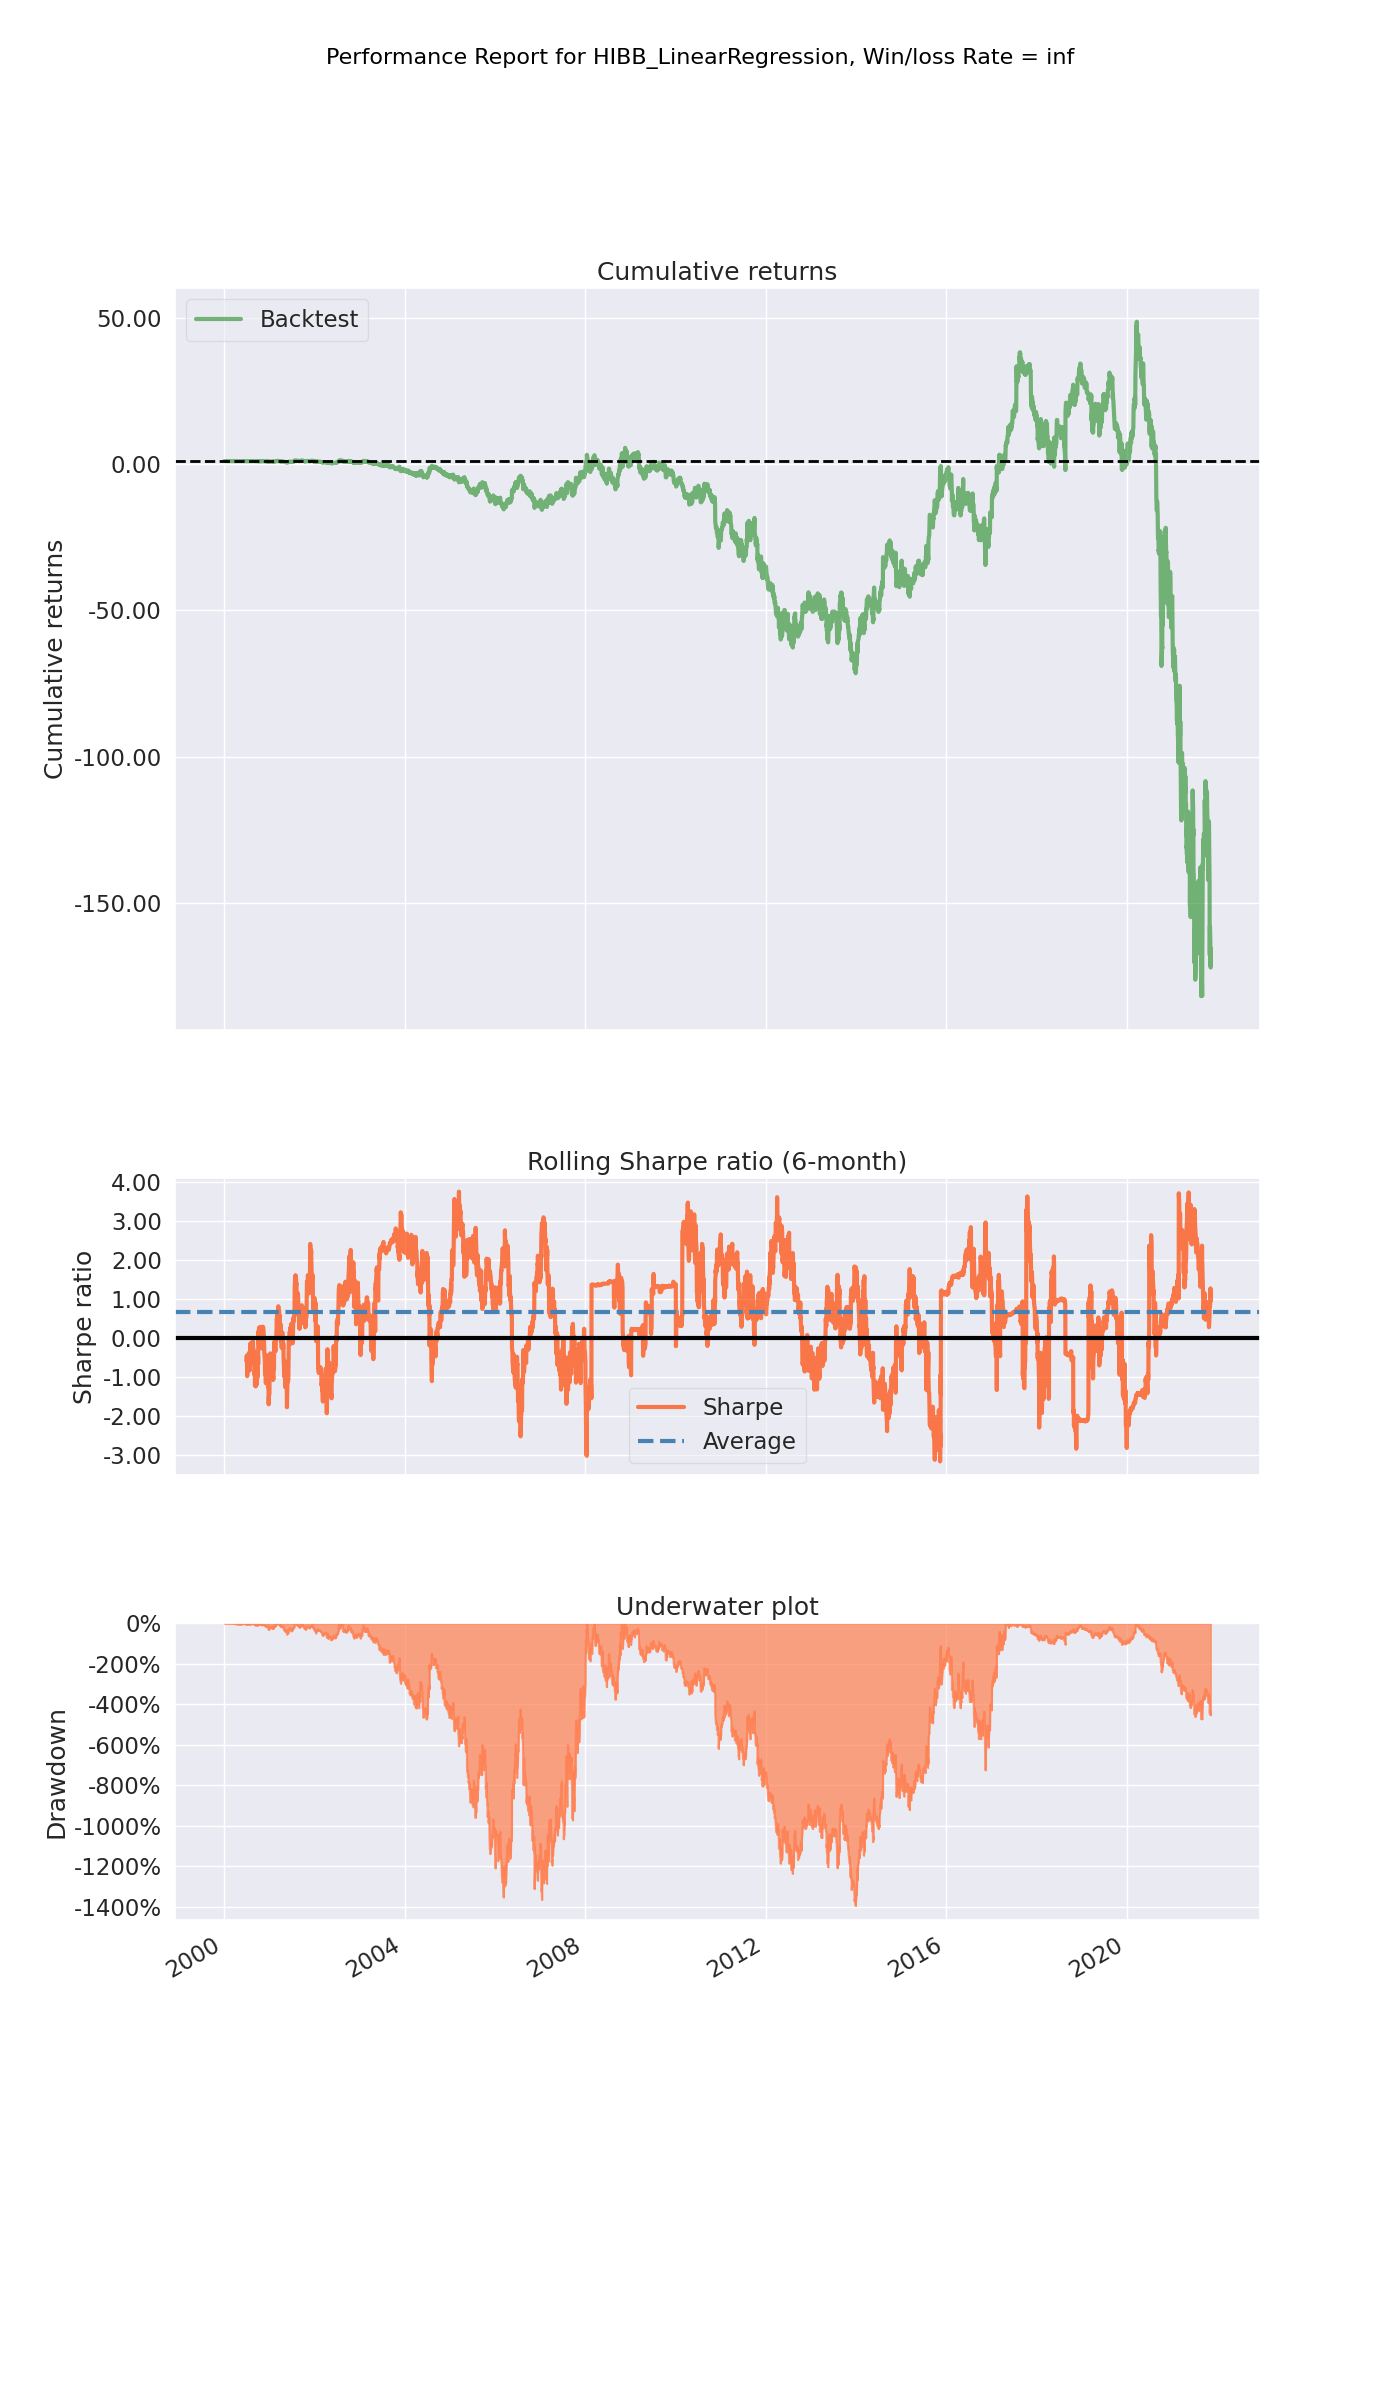 Performance Report for HIBB_LinearRegression, Win/loss Rate = inf
Cumulative returns
50.00
0.00
-50.00
-100.00
-150.00
Cumulative returns
Backtest
Rolling Sharpe ratio (6-month)
4.00
3.00
2.00
1.00
0.00
-1.00
-2.00
-3.00
Sharpe ratio
Sharpe
Average
Underwater plot
0%
-200%
-400%
-600%
-800%
-1000%
-1200%
-1400%
Drawdown
2000
2004
2008
2012
2016
2020